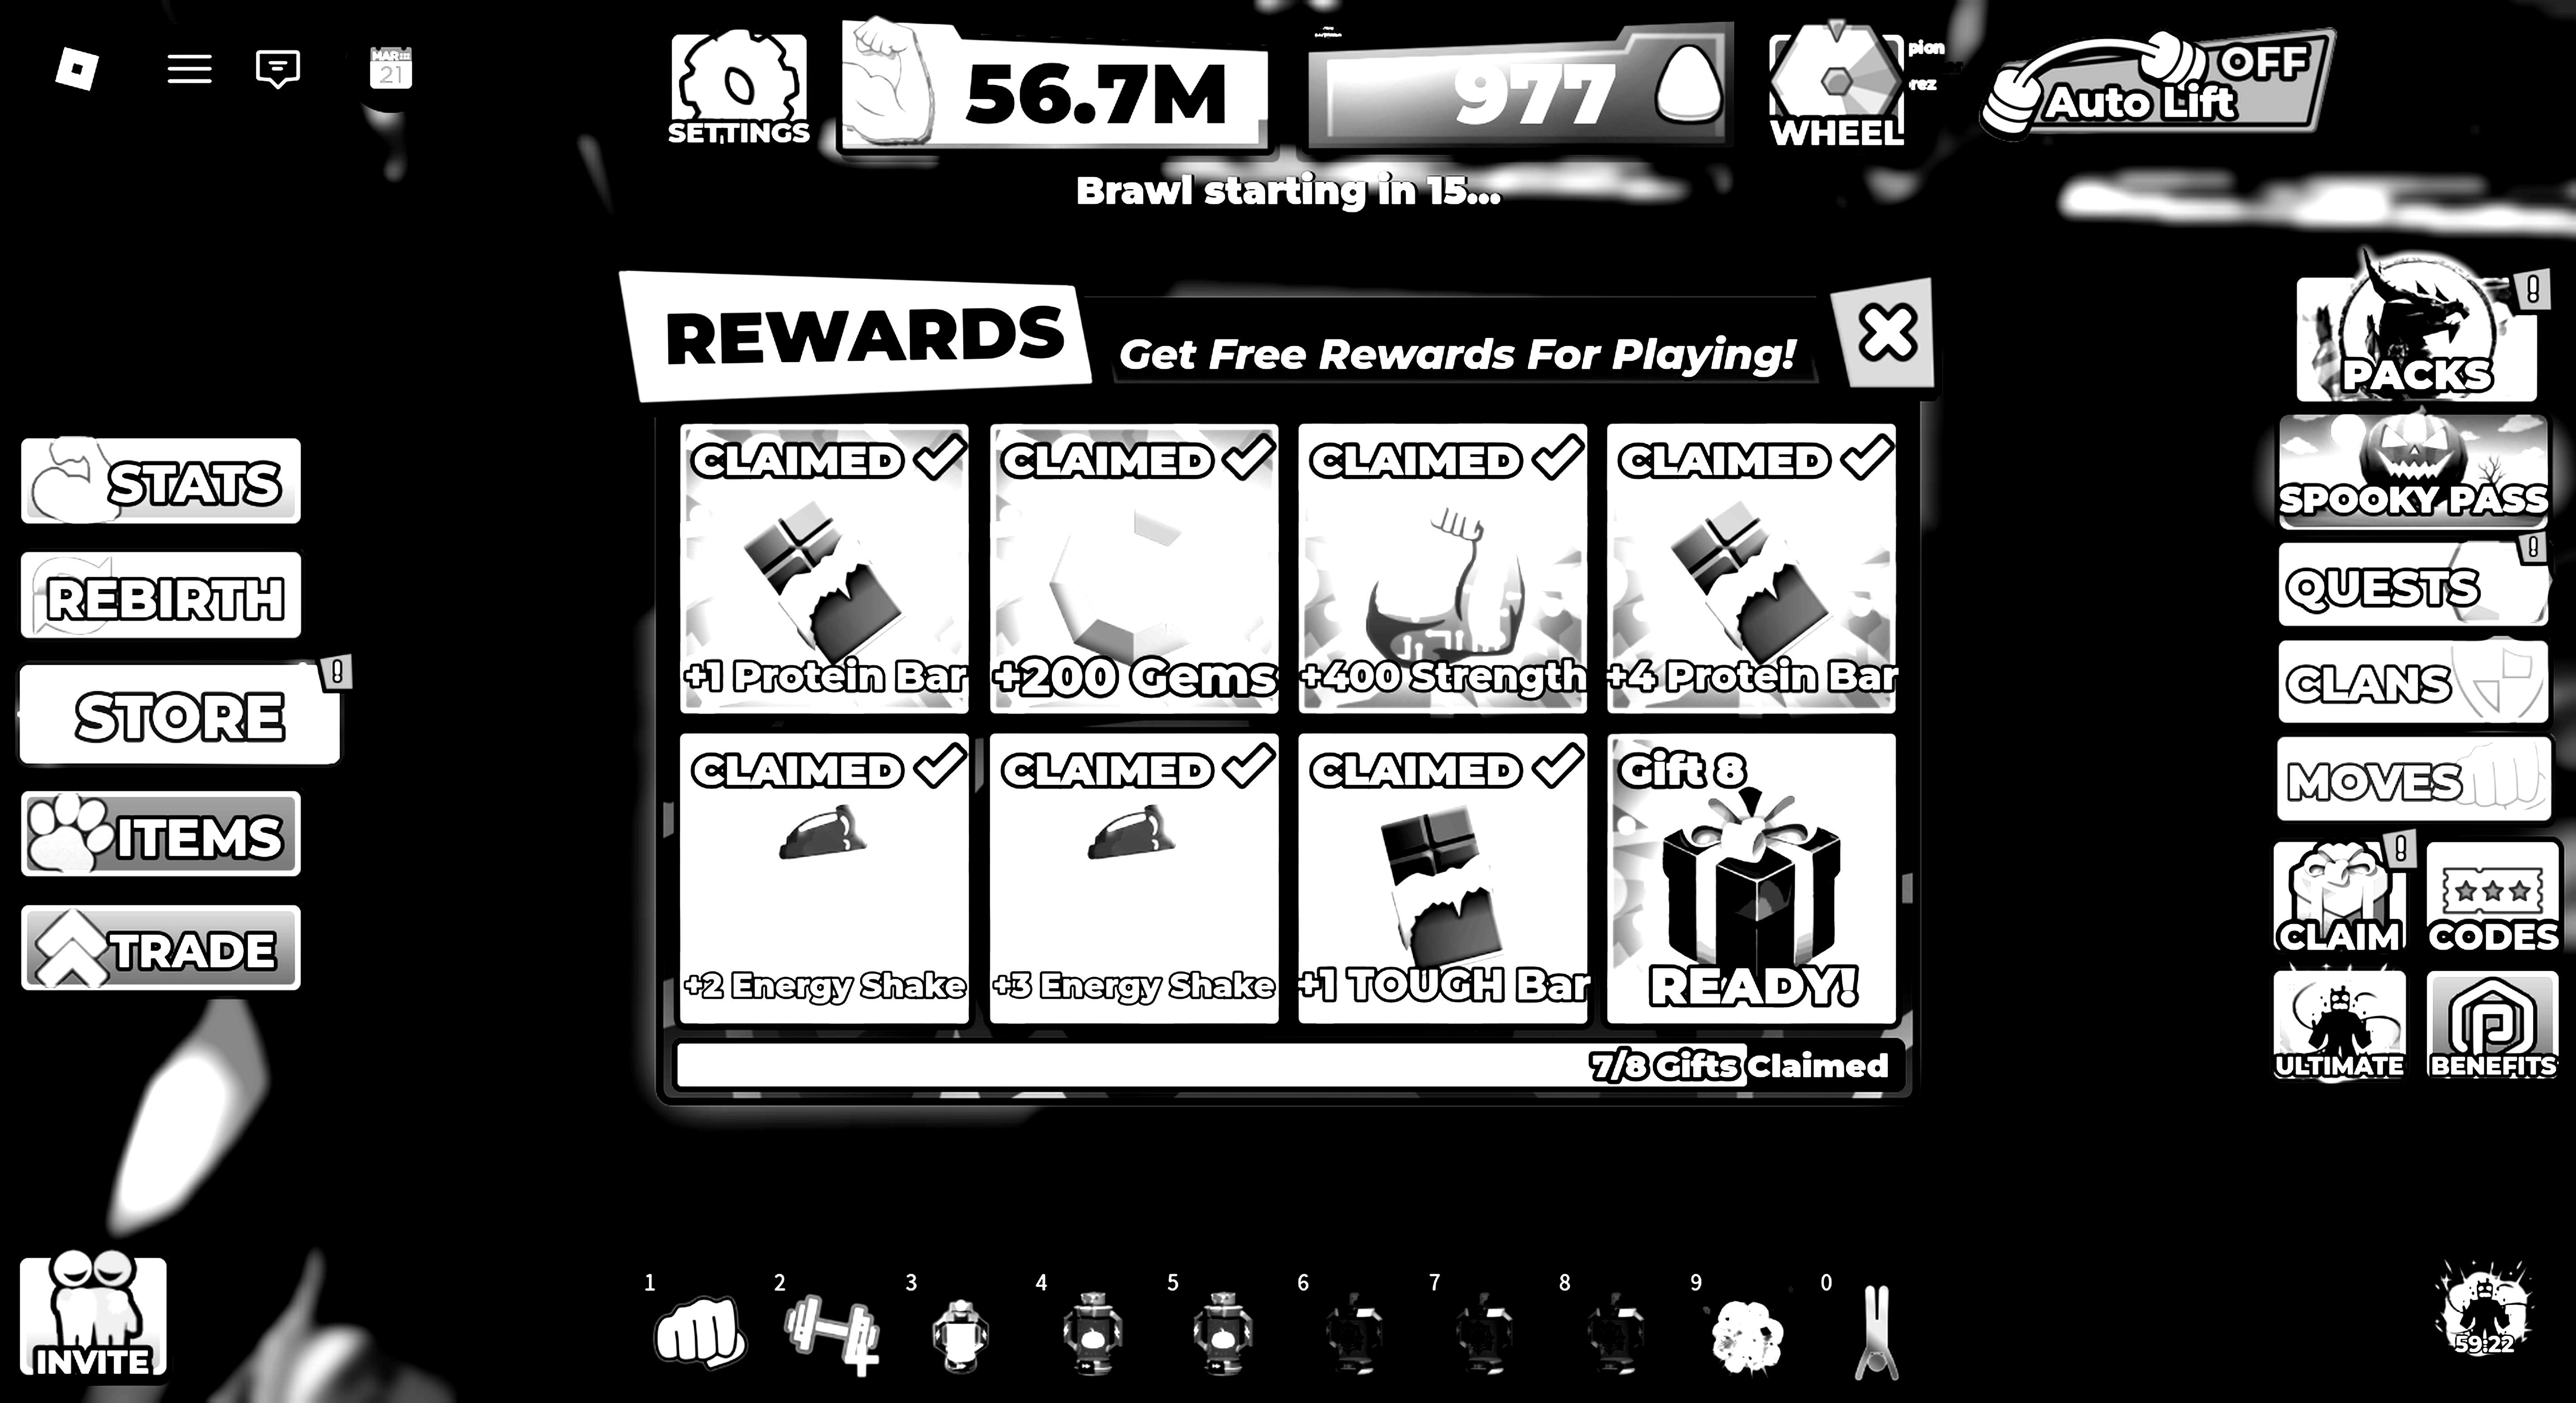 MAR
21
SETTINGS
56.7M
977
WHEEL
pion
rez
OFF
Auto Lift
Brawl starting in 15...
REWARDS
Get Free Rewards For Playing!
STATS
REBIRTH
STORE
!
ITEMS
TRADE
INVITE
CLAIMED
+1 Protein Bar
CLAIMED
+200 Gems
CLAIMED
+400 Strength
CLAIMED
+4 Protein Bar
CLAIMED
+2 Energy Shake
CLAIMED
+3 Energy Shake
CLAIMED
+1 TOUGH Bar
Gift 8
READY!
7/8 Gifts Claimed
!
PACKS
SPOOKY PASS
!
QUESTS
CLANS
MOVES
!
CLAIM
CODES
ULTIMATE
BENEFITS
1 2 3 4 5 6 7 8 9 0
59:22